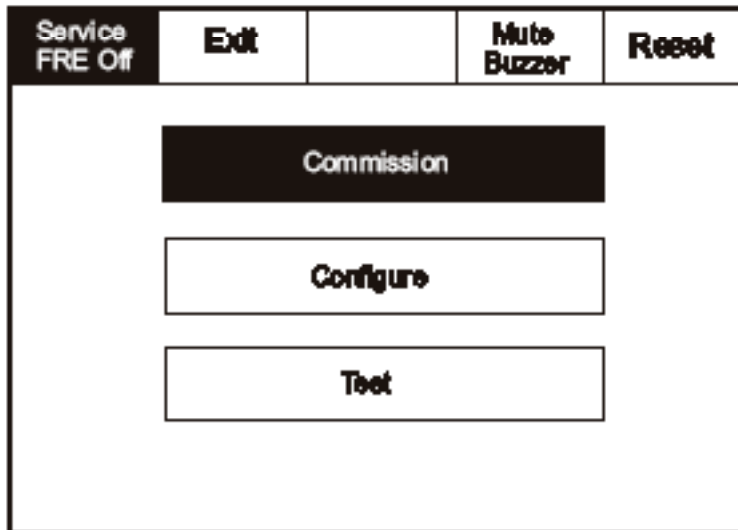 Service
FRE Off
Exit
Mute
Buzzer
Reset
Commission
Configure
Test